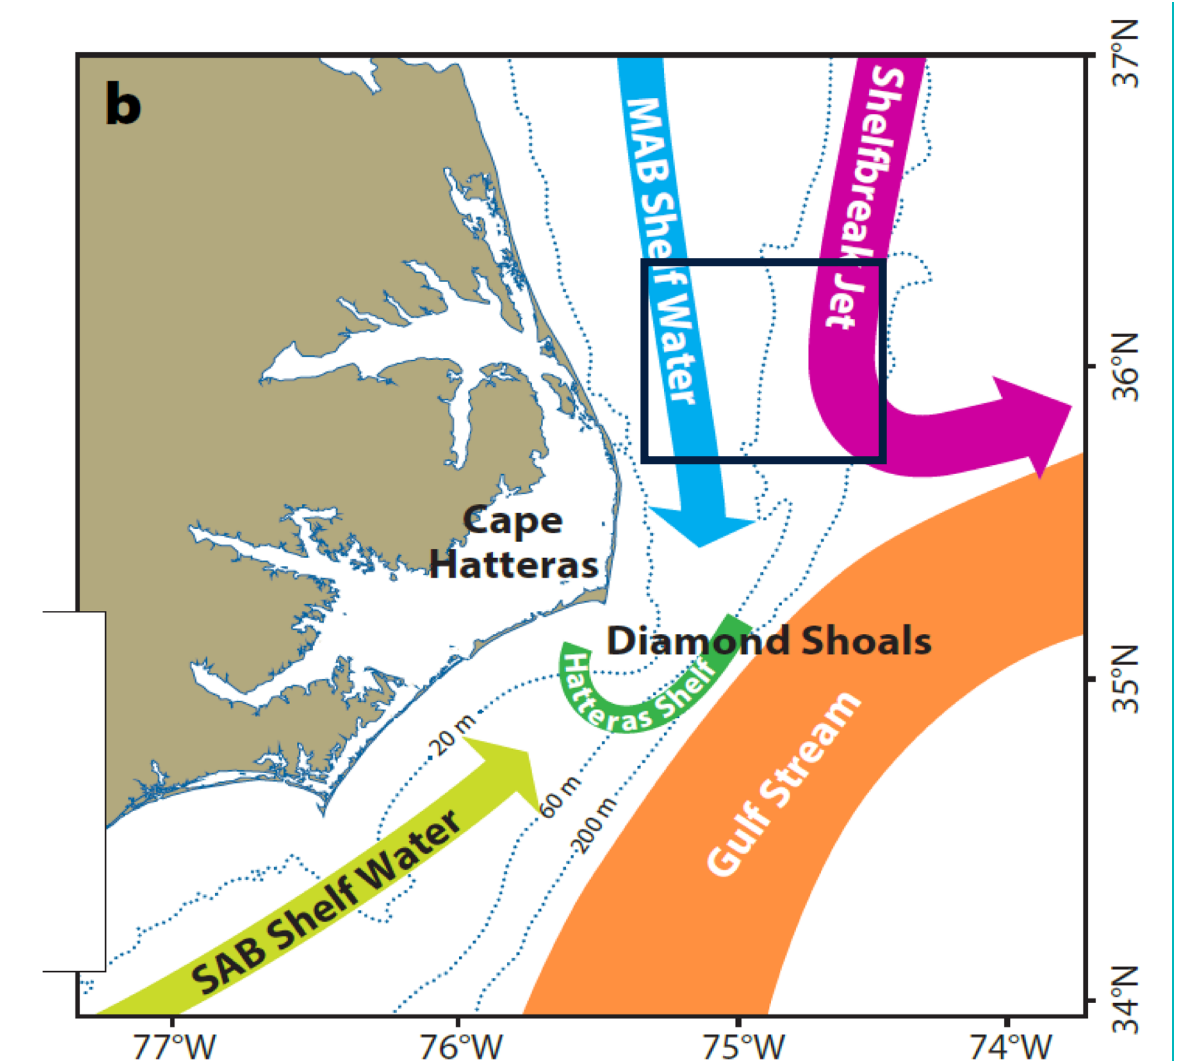 b
MAB Shelf Water
Shelfbreak Jet
37°N
36°N
Cape
Hatteras
Diamond Shoals
Hatteras Shelf
35°N
20 m
60 m
200 m
Gulf Stream
SAB Shelf Water
34°N
77°W
76°W
75°W
74°W